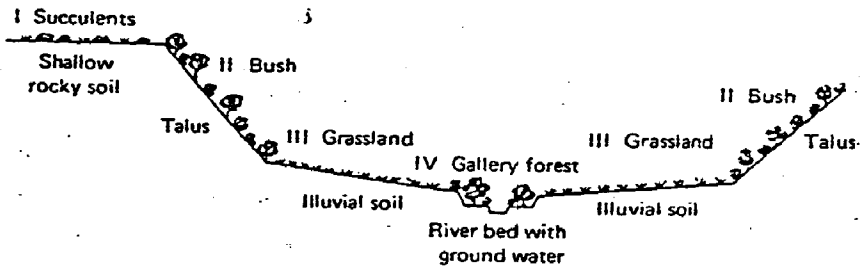 I Succulents
Shallow
rocky soil
II Bush
Talus
III Grassland
Illuvial soil
IV Gallery forest
River bed with
ground water
III Grassland
Illuvial soil
II Bush
Talus